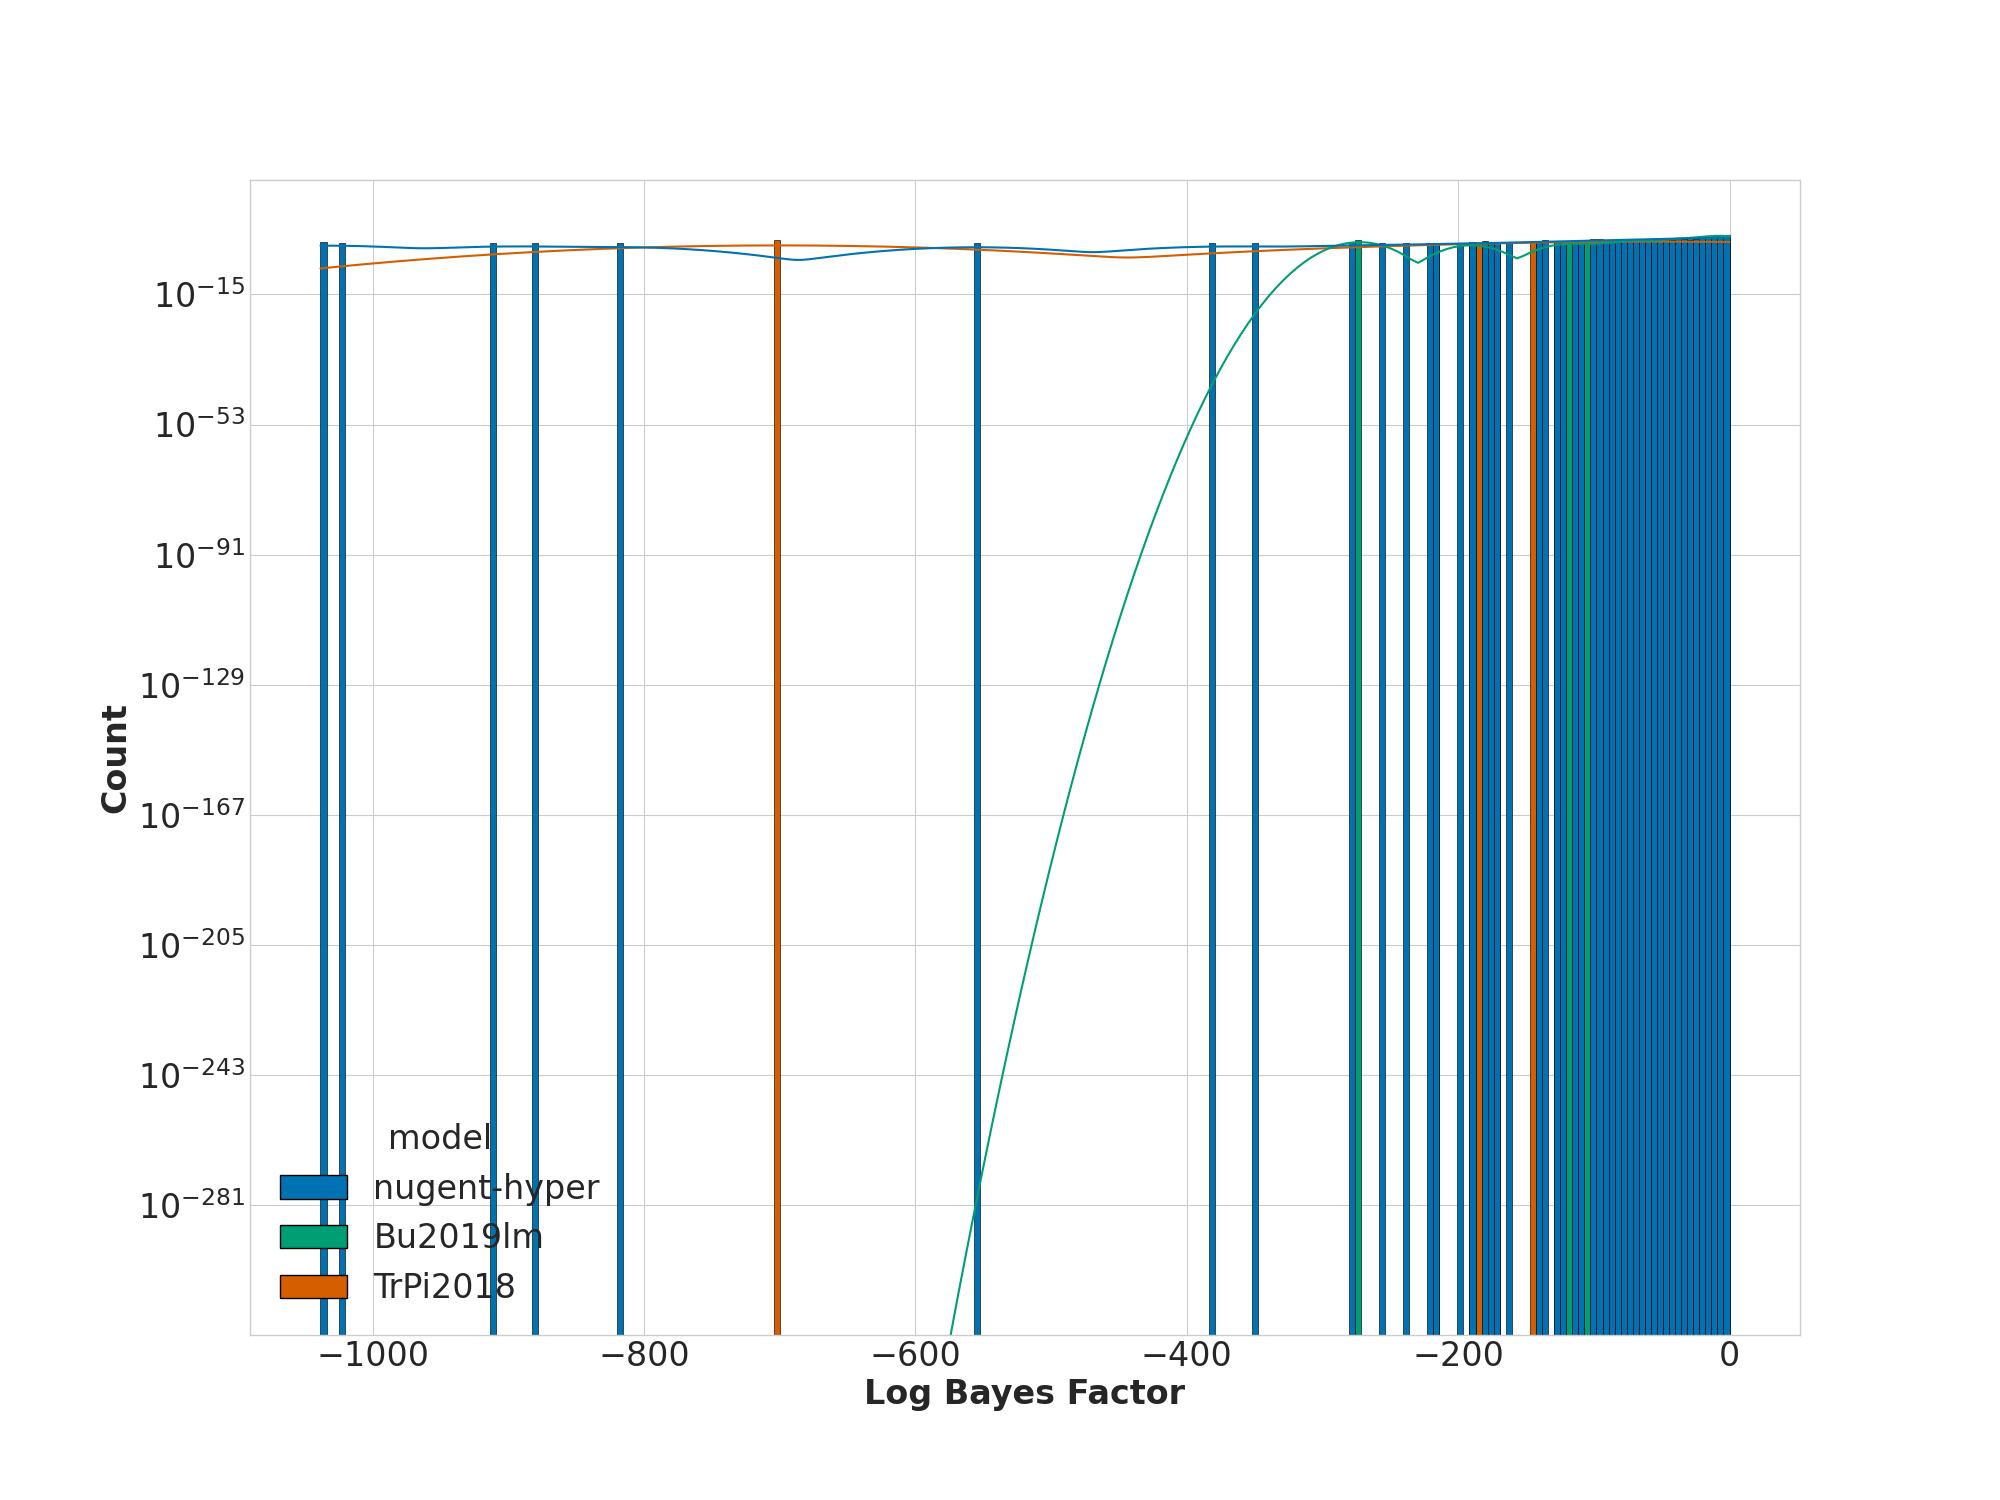 10−15
10−53
10−91
10−129
10−167
10−205
10−243
10−281
Count
model
nugent-hyper
Bu2019lm
TrPi2018
−1000 −800 −600 −400 −200 0
Log Bayes Factor